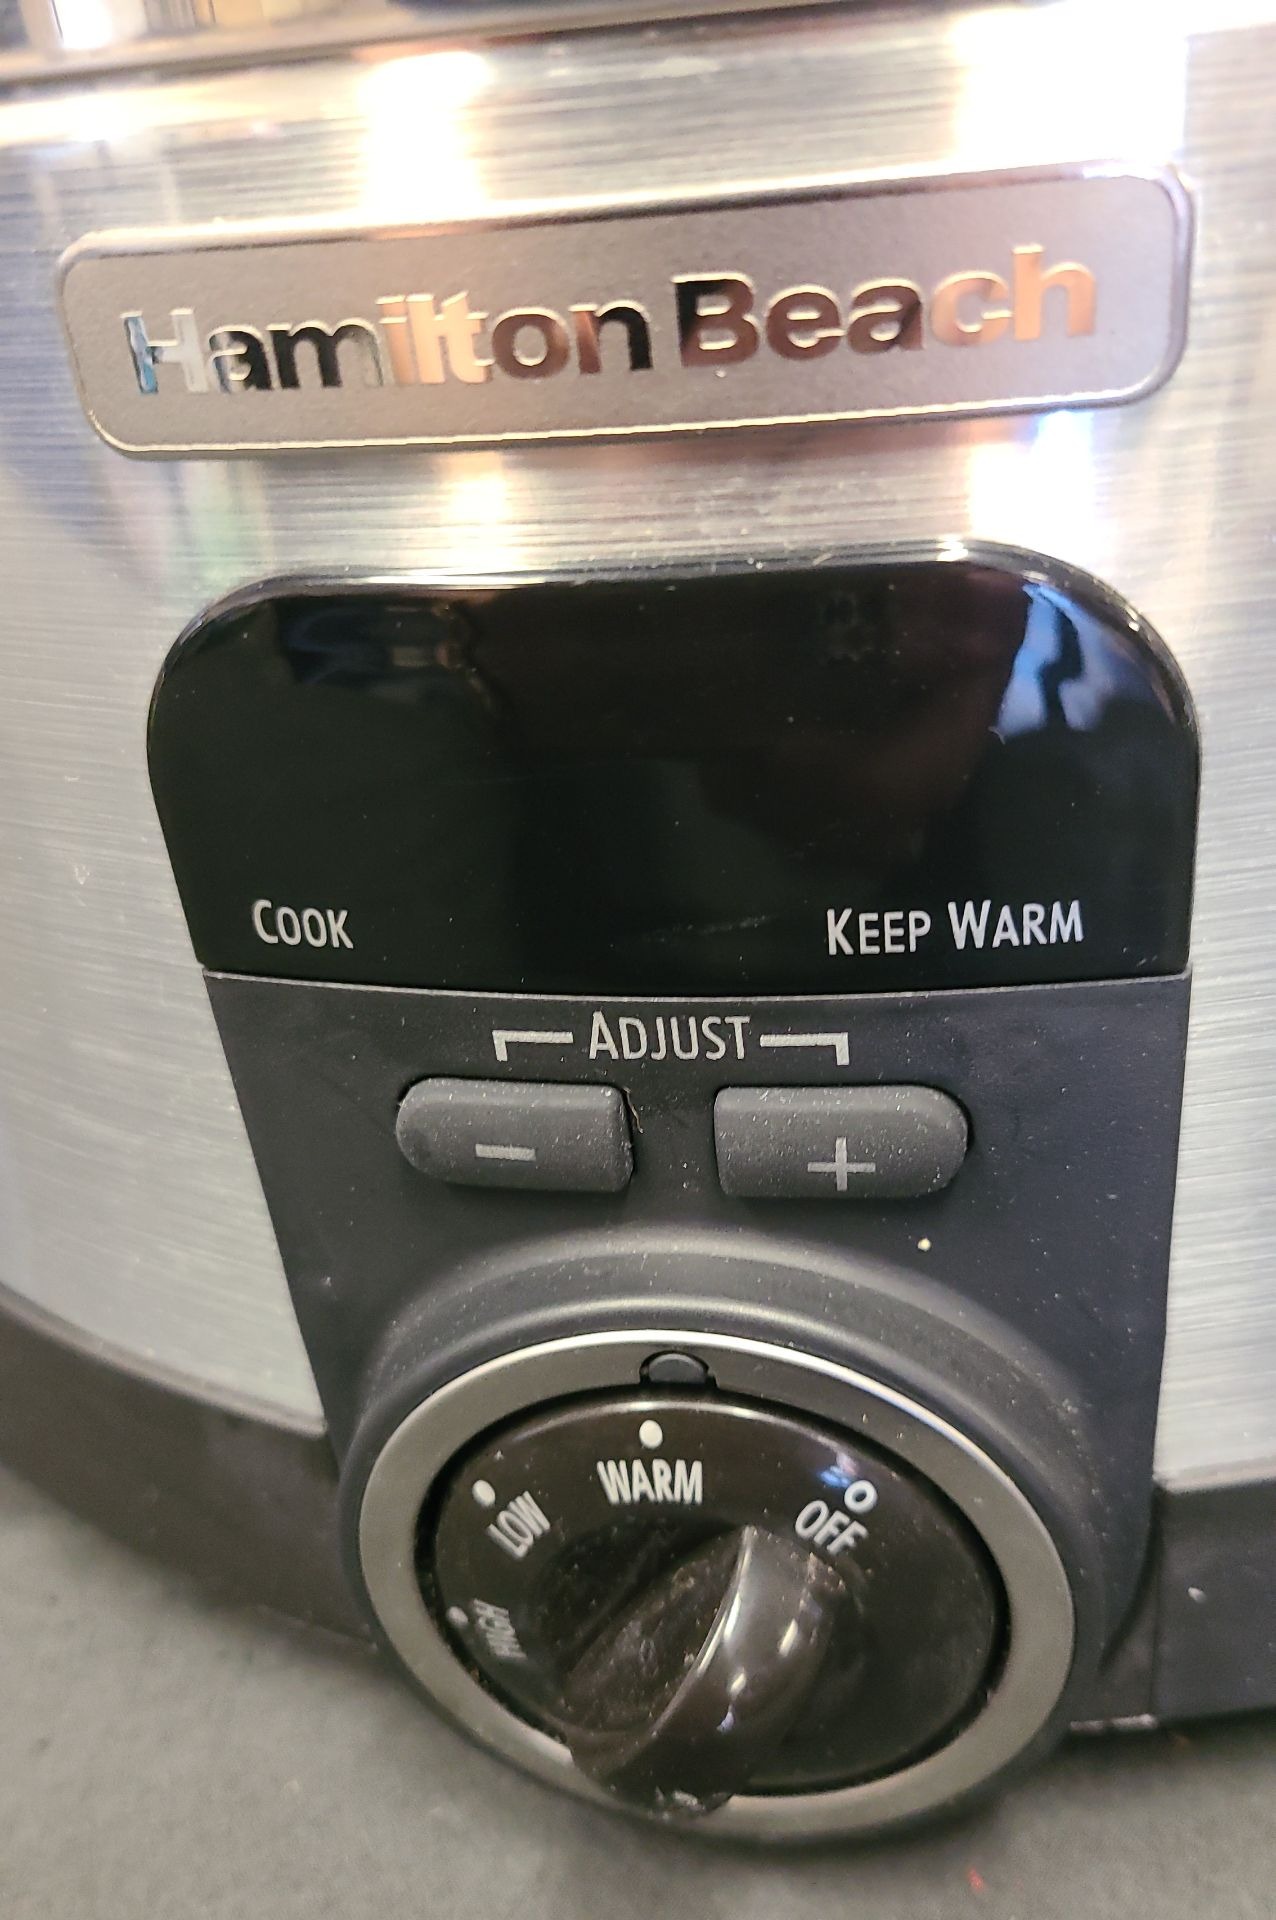 Hamilton Beach
COOK
KEEP WARM
ADJUST
- +
WARM
LOW
OFF
HIGH